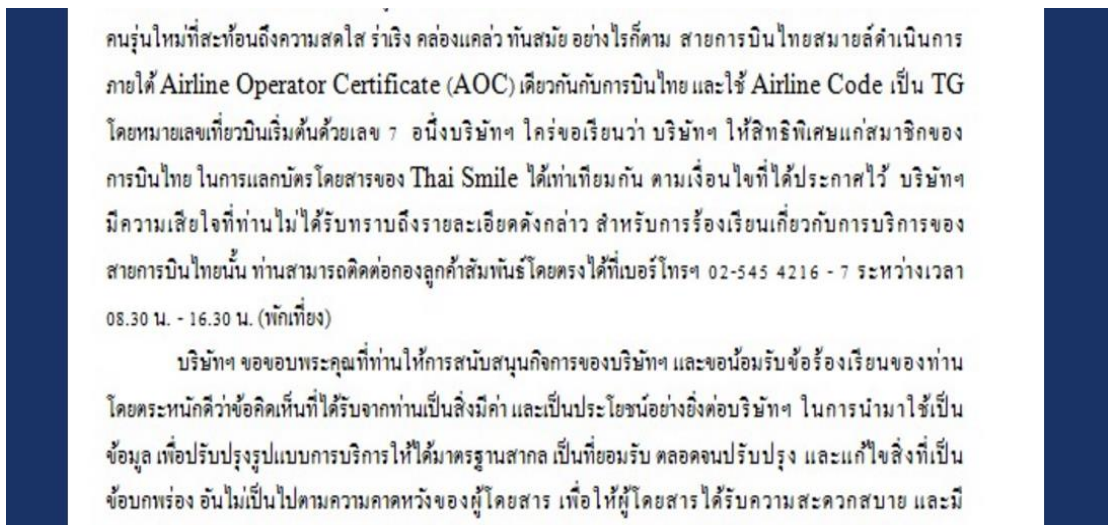 คนรุ่นใหม่ที่สะท้อนถึงความสดใส ร่าเริง คล่องแคล่ว ทันสมัย อย่างไรก็ตาม สายการบินไทยสมายล์ดำเนินการ
ภายใต้ Airline Operator Certificate (AOC) เดียวกันกับการบินไทย และใช้ Airline Code เป็น TG
โดยหมายเลขเที่ยวบินเริ่มต้นด้วยเลข 7 อนึ่งบริษัทฯ ใคร่ขอเรียนว่า บริษัทฯ ให้สิทธิพิเศษแก่สมาชิกของ
การบินไทย ในการแลกบัตรโดยสารของ Thai Smile ได้เท่าเทียมกัน ตามเงื่อนไขที่ได้ประกาศไว้ บริษัทฯ
มีความเสียใจที่ท่านไม่ได้รับทราบถึงรายละเอียดดังกล่าว สำหรับการร้องเรียนเกี่ยวกับการบริการของ
สายการบินไทยนั้น ท่านสามารถติดต่อกองลูกค้าสัมพันธ์โดยตรงได้ที่เบอร์โทรฯ 02-545 4216 - 7 ระหว่างเวลา
08.30 น. - 16.30 น. (พักเที่ยง)
บริษัทฯ ขอขอบพระคุณที่ท่านให้การสนับสนุนกิจการของบริษัทฯ และขอน้อมรับข้อร้องเรียนของท่าน
โดยตระหนักดีว่าข้อคิดเห็นที่ได้รับจากท่านเป็นสิ่งมีค่า และเป็นประโยชน์อย่างยิ่งต่อบริษัทฯ ในการนำมาใช้เป็น
ข้อมูล เพื่อปรับปรุงรูปแบบการบริการให้ได้มาตรฐานสากล เป็นที่ยอมรับ ตลอดจนปรับปรุง และแก้ไขสิ่งที่เป็น
ข้อบกพร่อง อันไม่เป็นไปตามความคาดหวังของผู้โดยสาร เพื่อให้ผู้โดยสารได้รับความสะดวกสบาย และมี